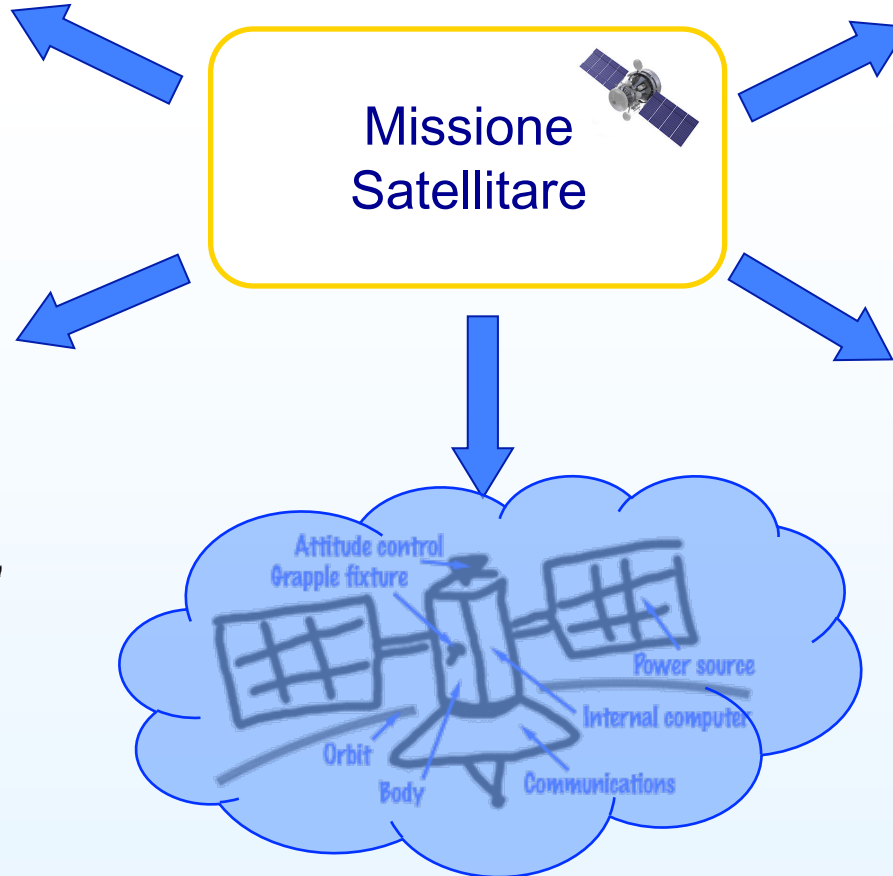 Missione
Satellitare
Attitude control
Grapple fixture
Power source
Internal computer
Orbit
Body
Communications